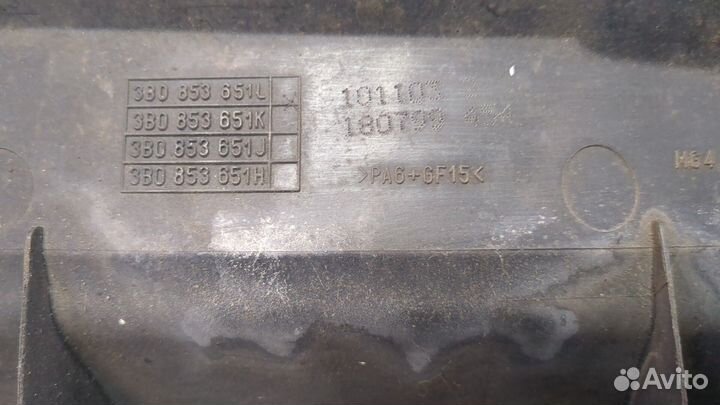 3B0 853 651L
3B0 853 651K
3B0 853 651J
3B0 853 651H
101103
180799
>PA6+GF15<
Avito